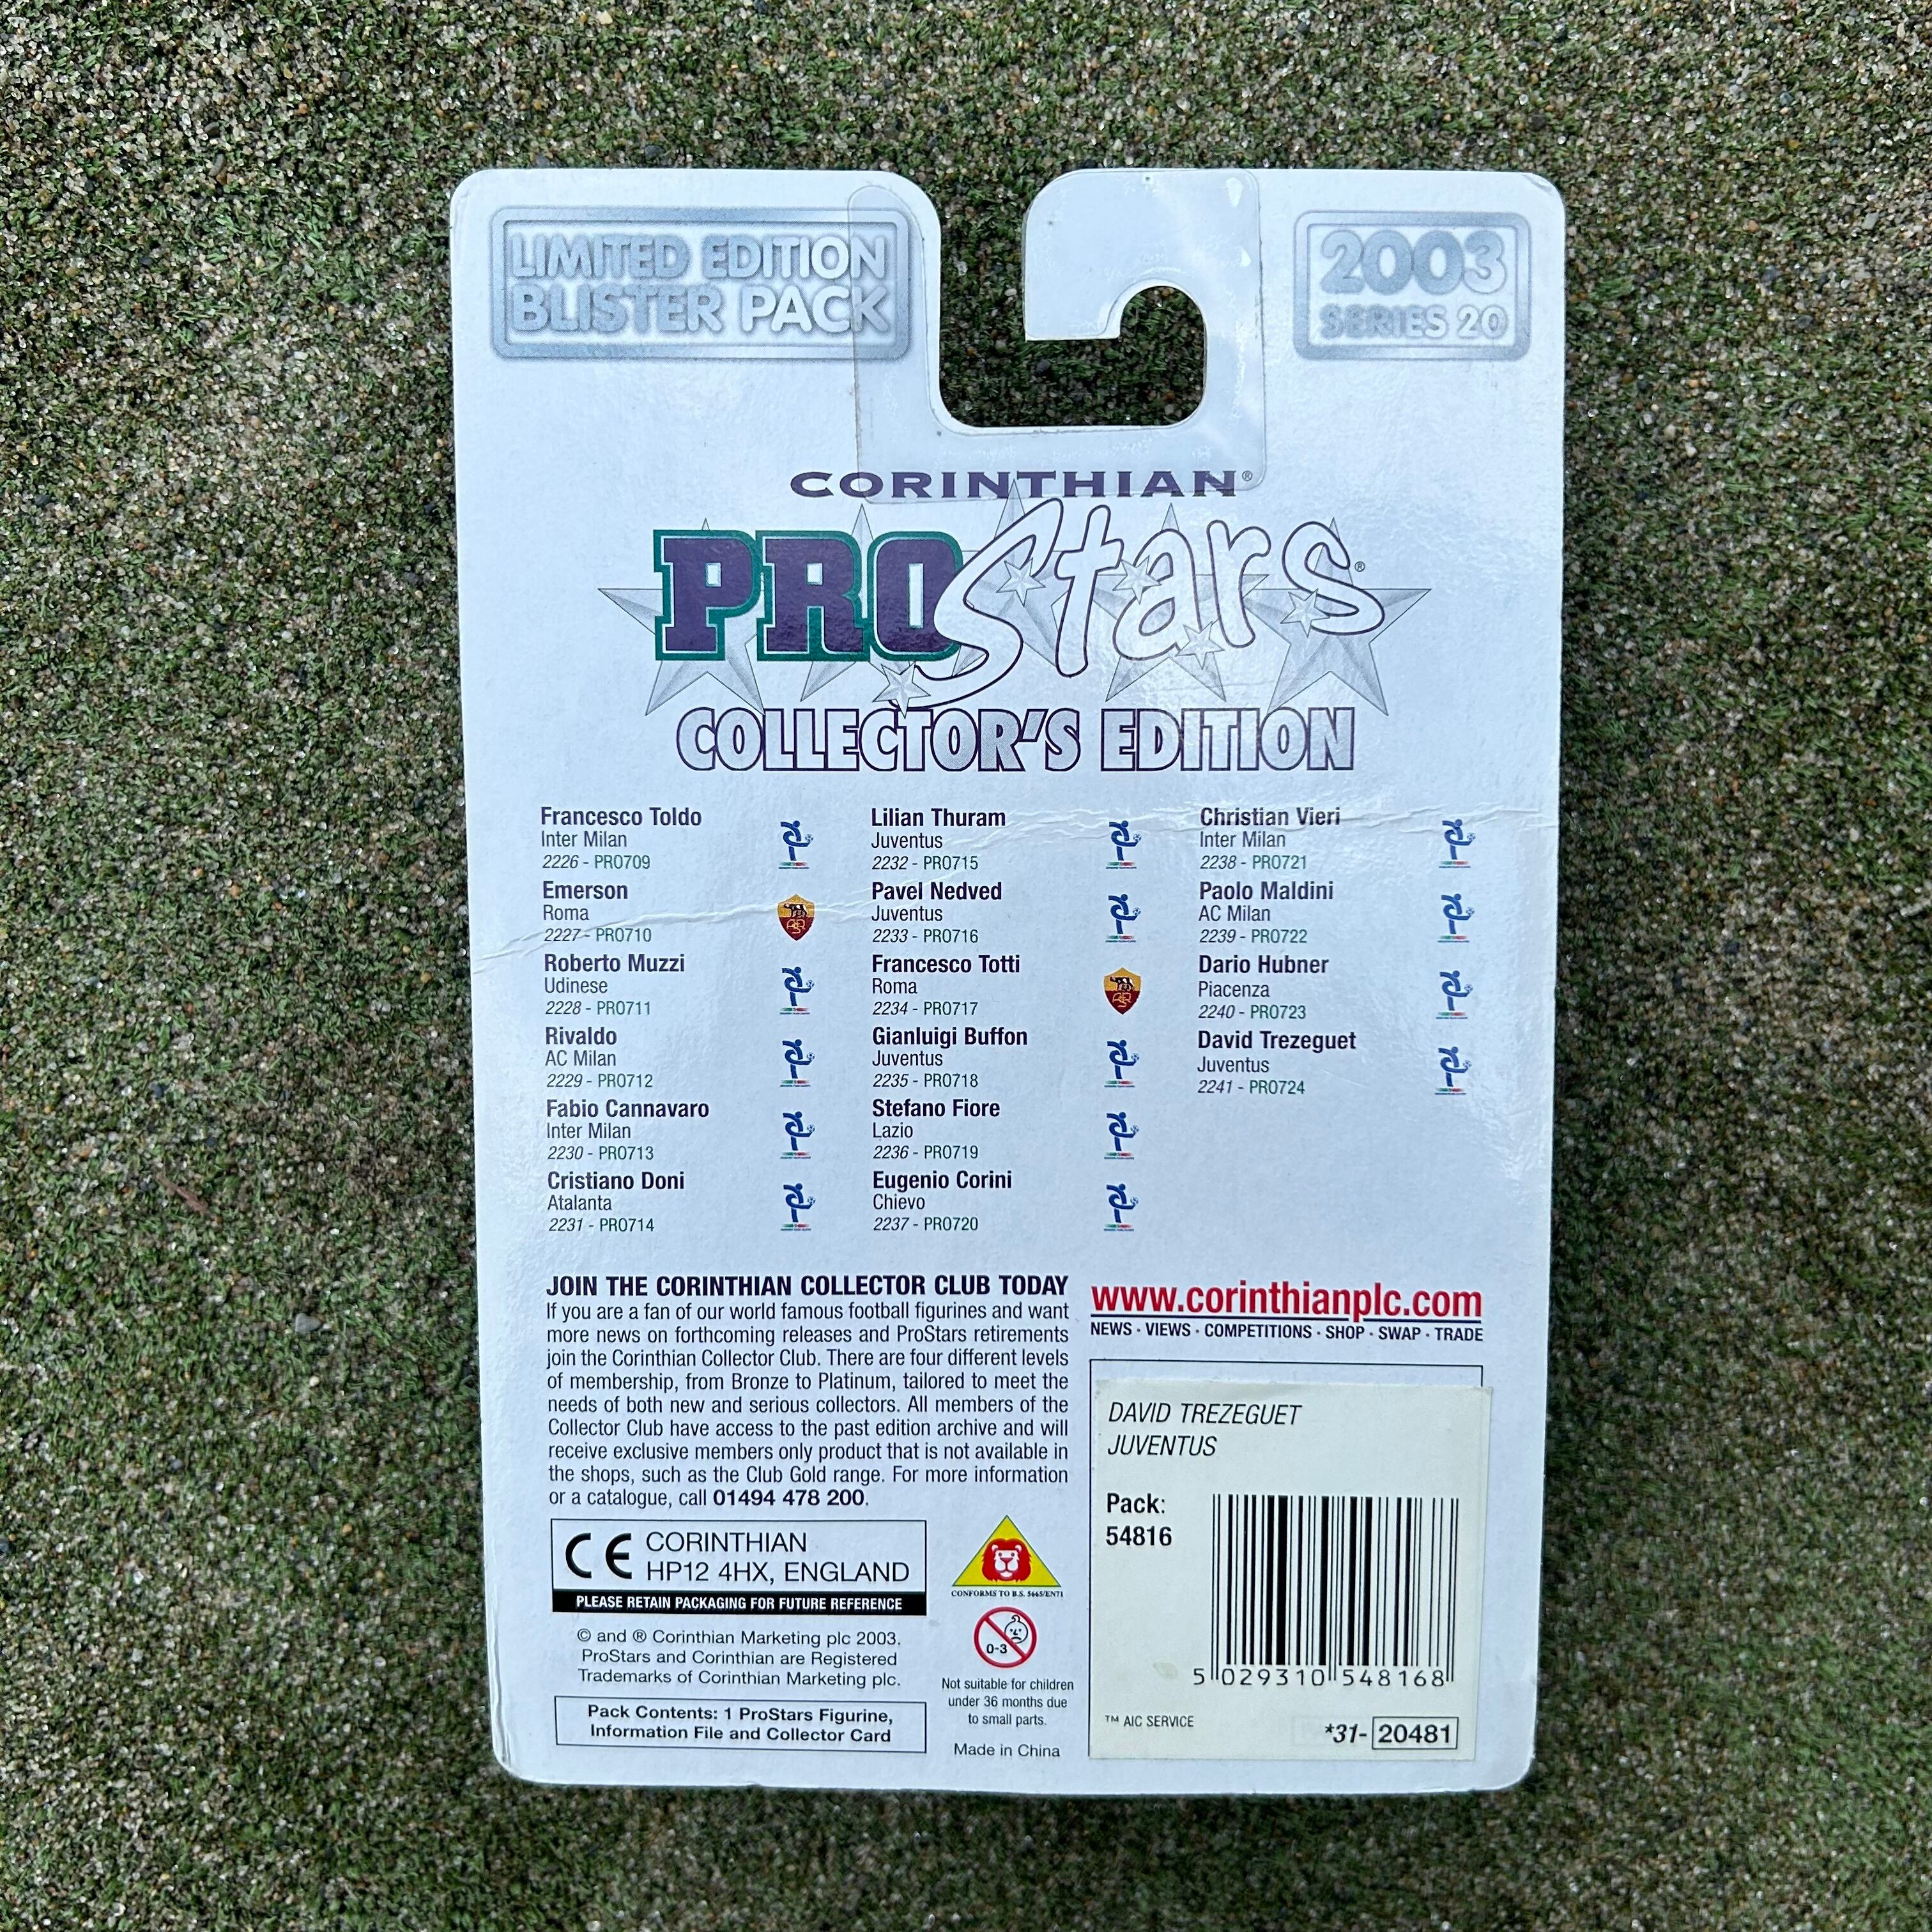 LIMITED EDITION
BLISTER PACK
2003
SERIES 20
CORINTHIAN®
PROStars®
COLLECTOR'S EDITION
Francesco Toldo
Inter Milan
2226 - PRO709
Emerson
Roma
2227 - PRO710
Roberto Muzzi
Udinese
2228 - PRO711
Rivaldo
AC Milan
2229 - PRO712
Fabio Cannavaro
Inter Milan
2230 - PRO713
Cristiano Doni
Atalanta
2231 - PRO714
Lilian Thuram
Juventus
2232 - PRO715
Pavel Nedved
Juventus
2233 - PRO716
Francesco Totti
Roma
2234 - PRO717
Gianluigi Buffon
Juventus
2235 - PRO718
Stefano Fiore
Lazio
2236 - PRO719
Eugenio Corini
Chievo
2237 - PRO720
Christian Vieri
Inter Milan
2238 - PRO721
Paolo Maldini
AC Milan
2239 - PRO722
Dario Hubner
Piacenza
2240 - PRO723
David Trezeguet
Juventus
2241 - PRO724
JOIN THE CORINTHIAN COLLECTOR CLUB TODAY
If you are a fan of our world famous football figurines and want
more news on forthcoming releases and ProStars retirements
join the Corinthian Collector Club. There are four different levels
of membership, from Bronze to Platinum, tailored to meet the
needs of both new and serious collectors. All members of the
Collector Club have access to the past edition archive and will
receive exclusive members only product that is not available in
the shops, such as the Club Gold range. For more information
or a catalogue, call 01494 478 200.
CE CORINTHIAN
HP12 4HX, ENGLAND
PLEASE RETAIN PACKAGING FOR FUTURE REFERENCE
© and ® Corinthian Marketing plc 2003.
ProStars and Corinthian are Registered
Trademarks of Corinthian Marketing plc.
Pack Contents: 1 ProStars Figurine,
Information File and Collector Card
CONFORMS TO B.S. 5665/EN71
0-3
Not suitable for children
under 36 months due
to small parts.
Made in China
www.corinthianplc.com
NEWS · VIEWS · COMPETITIONS · SHOP · SWAP · TRADE
DAVID TREZEGUET
JUVENTUS
Pack:
54816
5 029310 548168
™ AIC SERVICE
*31- 20481